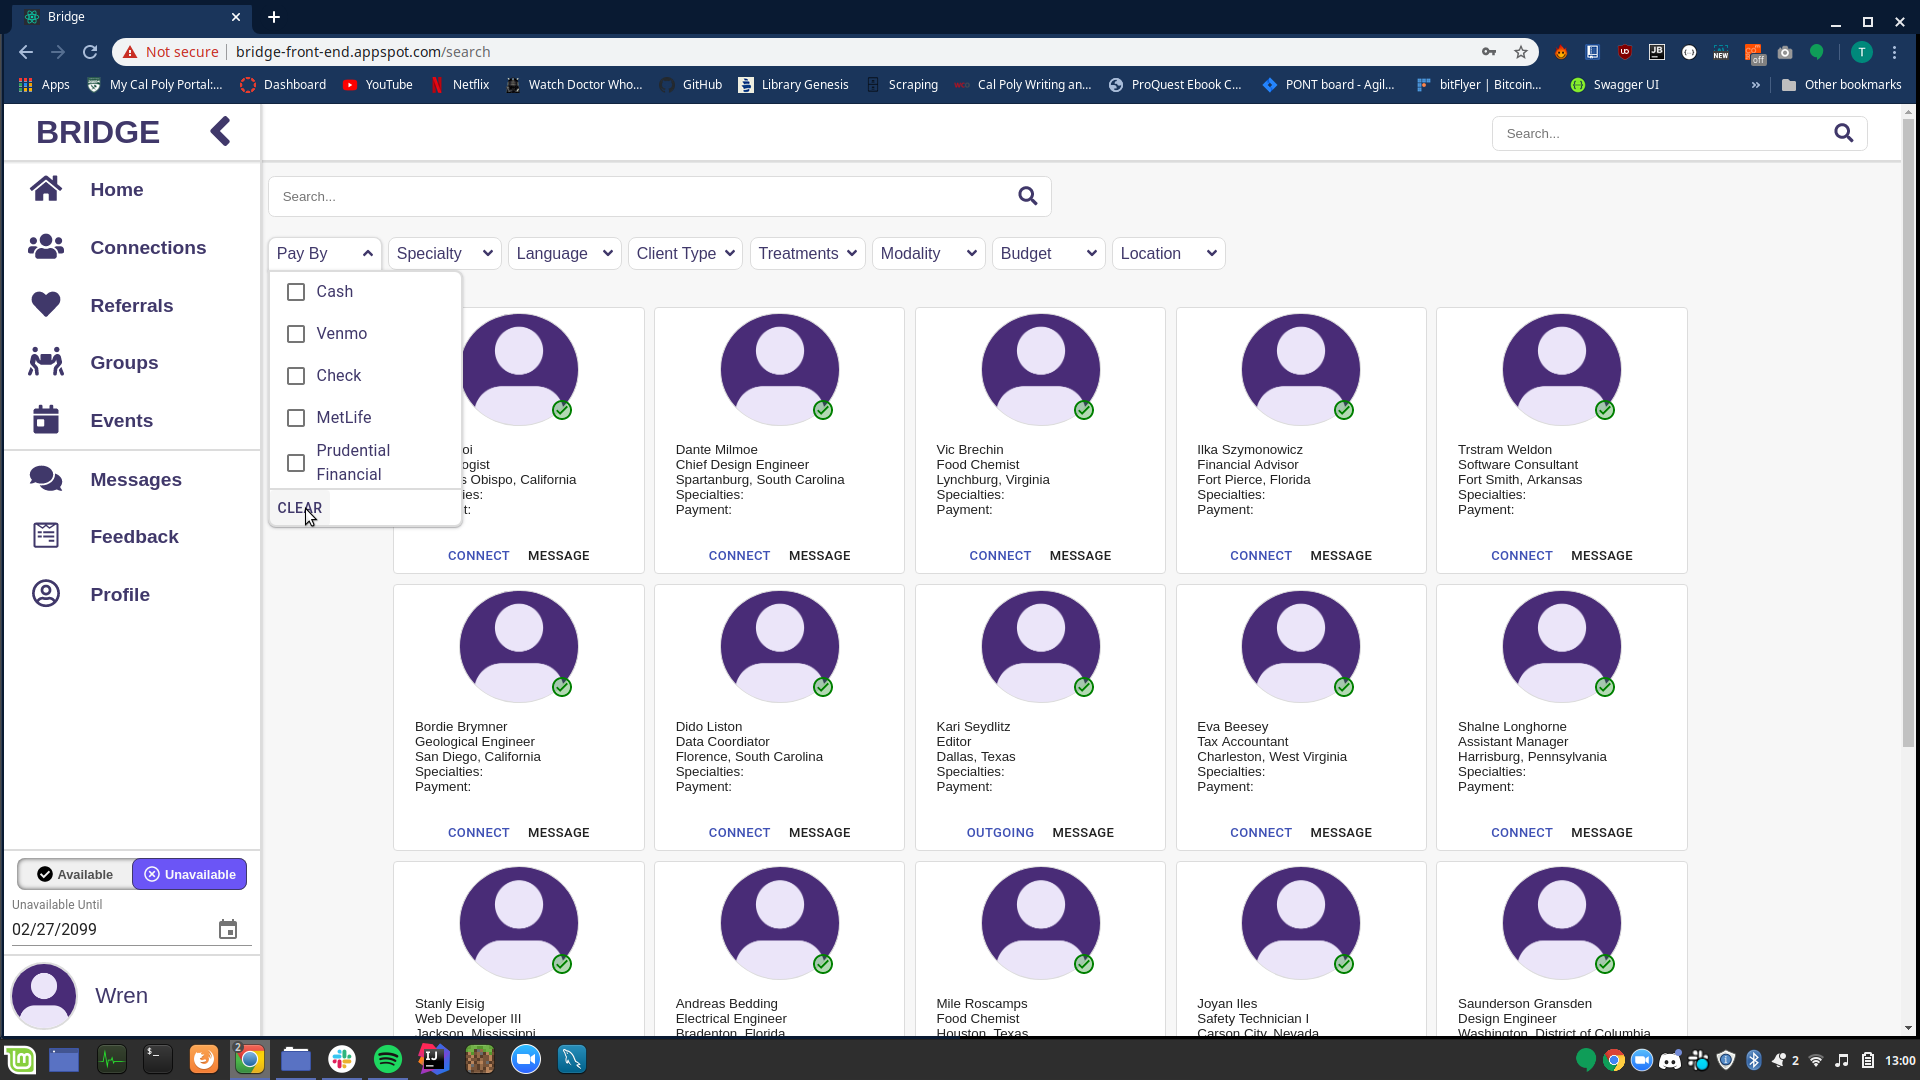 Bridge
Not secure
bridge-front-end.appspot.com/search
JB
NEW
off
T
Apps
My Cal Poly Portal:...
Dashboard
YouTube
Netflix
Watch Doctor Who...
GitHub
Library Genesis
Scraping
Cal Poly Writing an...
ProQuest Ebook C...
PONT board - Agil...
bitFlyer | Bitcoin...
Swagger UI
»
Other bookmarks
BRIDGE
Search...
Home
Connections
Referrals
Groups
Events
Messages
Feedback
Profile
Available
Unavailable
Unavailable Until
02/27/2099
Wren
Search...
Pay By
Specialty
Language
Client Type
Treatments
Modality
Budget
Location
Cash
Venmo
Check
MetLife
Prudential
Financial
CLEAR
oi
ogist
s Obispo, California
ties:
t:
CONNECT MESSAGE
Dante Milmoe
Chief Design Engineer
Spartanburg, South Carolina
Specialties:
Payment:
CONNECT MESSAGE
Vic Brechin
Food Chemist
Lynchburg, Virginia
Specialties:
Payment:
CONNECT MESSAGE
Ilka Szymonowicz
Financial Advisor
Fort Pierce, Florida
Specialties:
Payment:
CONNECT MESSAGE
Trstram Weldon
Software Consultant
Fort Smith, Arkansas
Specialties:
Payment:
CONNECT MESSAGE
Bordie Brymner
Geological Engineer
San Diego, California
Specialties:
Payment:
CONNECT MESSAGE
Dido Liston
Data Coordiator
Florence, South Carolina
Specialties:
Payment:
CONNECT MESSAGE
Kari Seydlitz
Editor
Dallas, Texas
Specialties:
Payment:
OUTGOING MESSAGE
Eva Beesey
Tax Accountant
Charleston, West Virginia
Specialties:
Payment:
CONNECT MESSAGE
Shalne Longhorne
Assistant Manager
Harrisburg, Pennsylvania
Specialties:
Payment:
CONNECT MESSAGE
Stanly Eisig
Web Developer III
Jackson, Mississippi
Andreas Bedding
Electrical Engineer
Bradenton, Florida
Mile Roscamps
Food Chemist
Houston, Texas
Joyan Iles
Safety Technician I
Carson City, Nevada
Saunderson Gransden
Design Engineer
Washington, District of Columbia
2
IJ
2
13:00